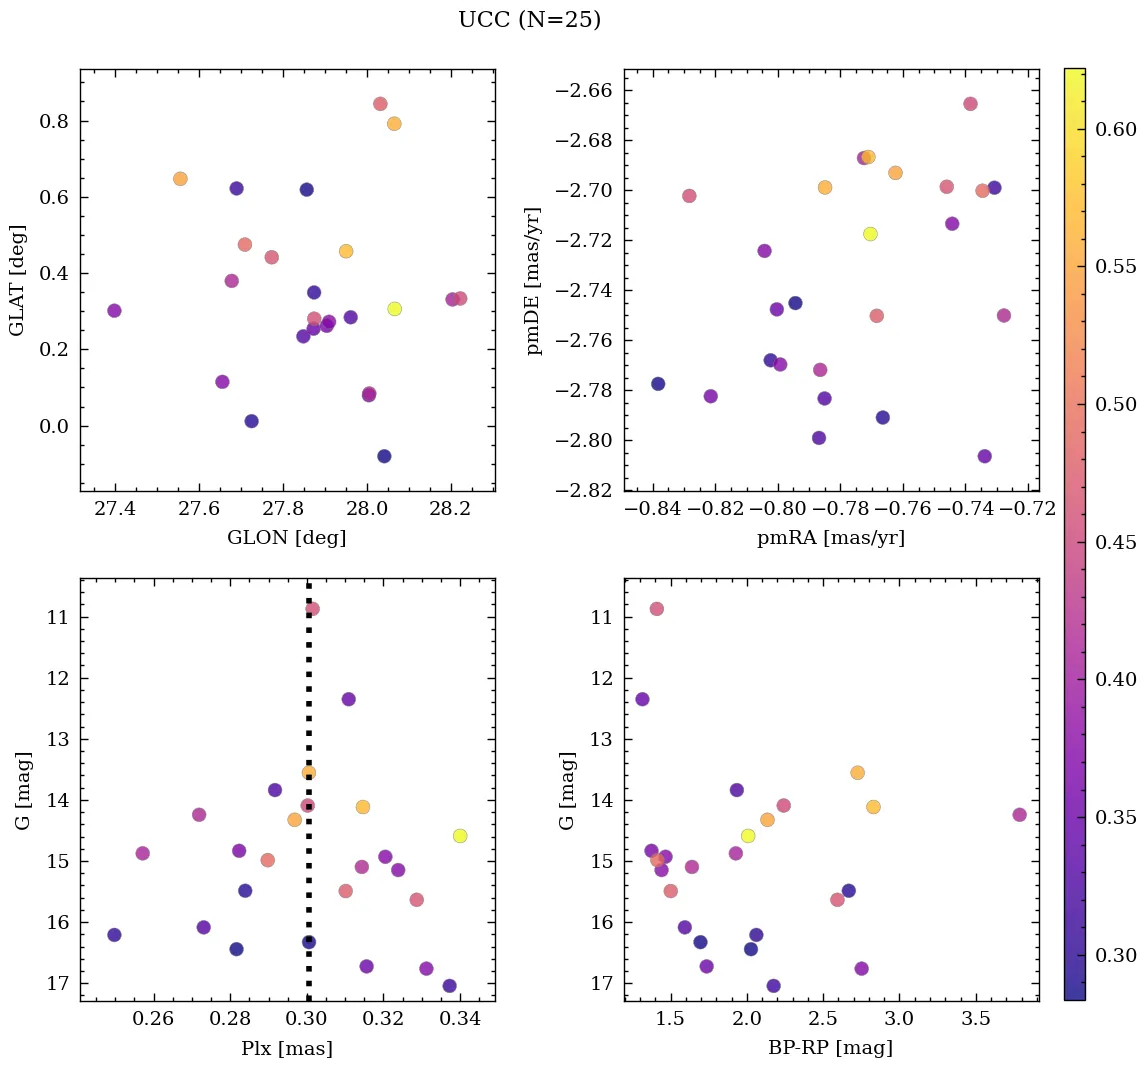 UCC (N=25)
0.8
0.6
0.4
0.2
0.0
GLAT [deg]
27.4 27.6 27.8 28.0 28.2
GLON [deg]
−2.66
−2.68
−2.70
−2.72
−2.74
−2.76
−2.78
−2.80
−2.82
pmDE [mas/yr]
−0.84 −0.82 −0.80 −0.78 −0.76 −0.74 −0.72
pmRA [mas/yr]
11
12
13
14
15
16
17
G [mag]
0.26 0.28 0.30 0.32 0.34
Plx [mas]
11
12
13
14
15
16
17
G [mag]
1.5 2.0 2.5 3.0 3.5
BP-RP [mag]
0.60
0.55
0.50
0.45
0.40
0.35
0.30